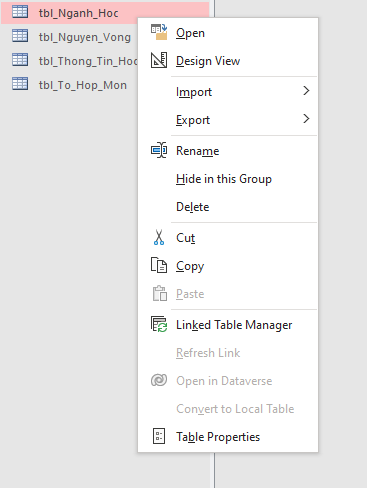 tbl_Nganh_Hoc
tbl_Nguyen_Vong
tbl_Thong_Tin_Hoc
tbl_To_Hop_Mon
Open
Design View
Import
Export
Rename
Hide in this Group
Delete
Cut
Copy
Paste
Linked Table Manager
Refresh Link
Open in Dataverse
Convert to Local Table
Table Properties